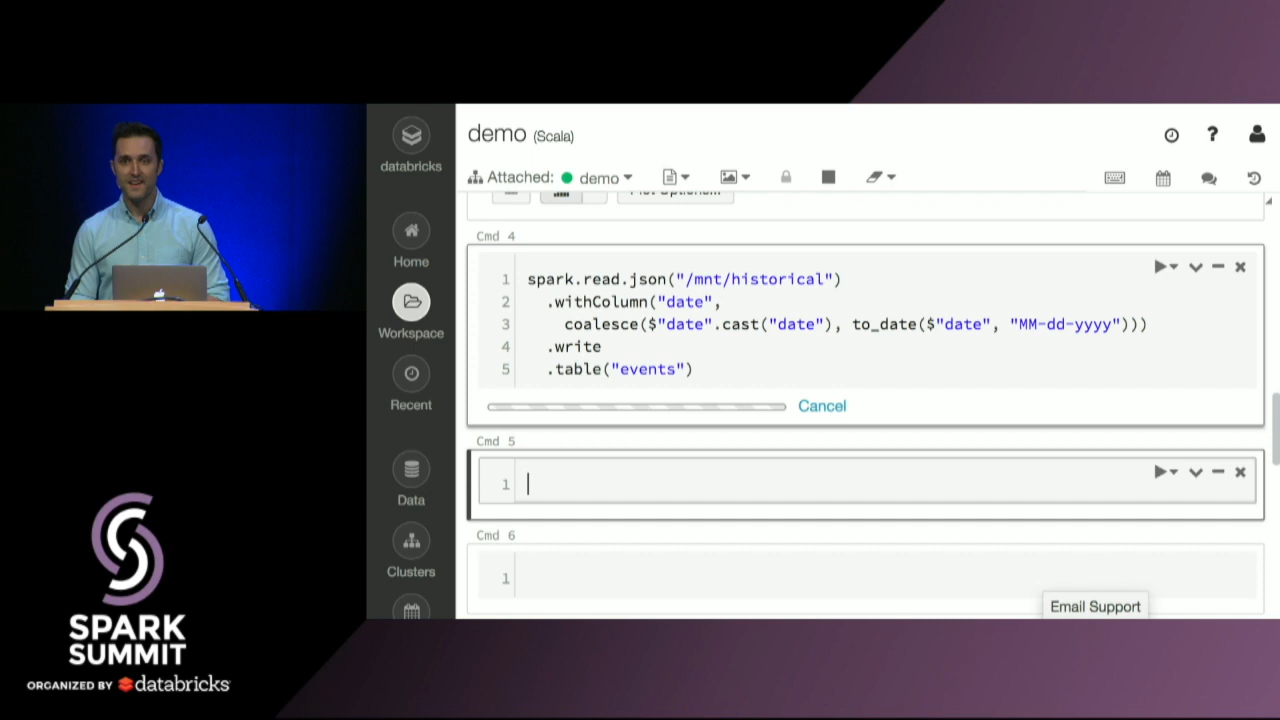 databricks
Home
Workspace
Recent
Data
Clusters
demo (Scala)
Attached: demo
Plot Options...
Cmd 4
1 spark.read.json("/mnt/historical")
2 .withColumn("date",
3 coalesce($"date".cast("date"), to_date($"date", "MM-dd-yyyy")))
4 .write
5 .table("events")
Cancel
Cmd 5
1
Cmd 6
1
Email Support
SPARK
SUMMIT
ORGANIZED BY databricks